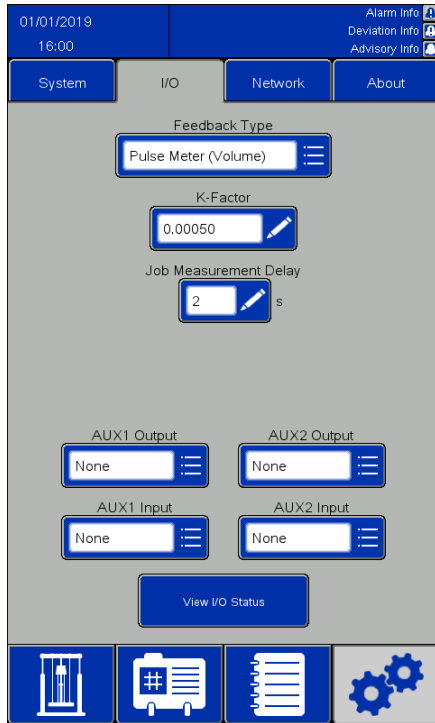 01/01/2019
16:00
Alarm Info
Deviation Info
Advisory Info
System
I/O
Network
About
Feedback Type
Pulse Meter (Volume)
K-Factor
0.00050
Job Measurement Delay
2
s
AUX1 Output
AUX2 Output
None
None
AUX1 Input
AUX2 Input
None
None
View I/O Status
#